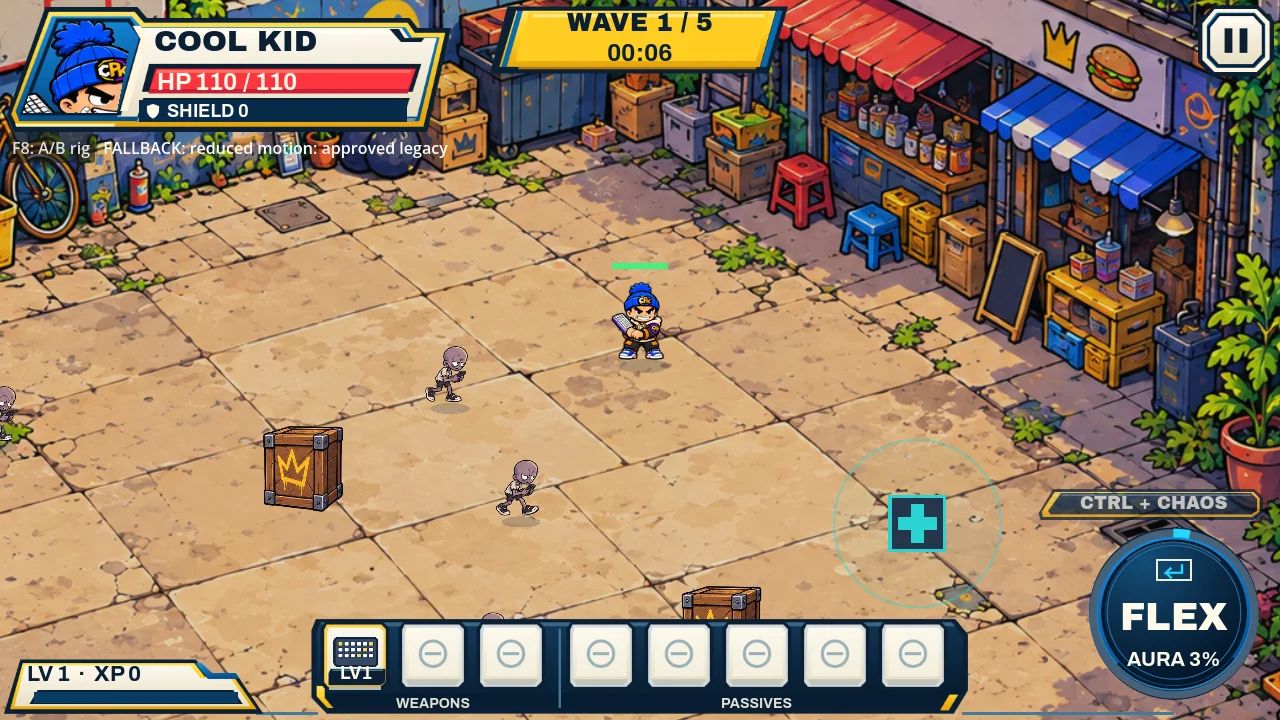 COOL KID
HP 110 / 110
SHIELD 0
WAVE 1 / 5
00:06
F8: A/B rig · FALLBACK: reduced motion: approved legacy
CTRL + CHAOS
FLEX
AURA 3%
LV 1 · XP 0
LV1
WEAPONS
PASSIVES